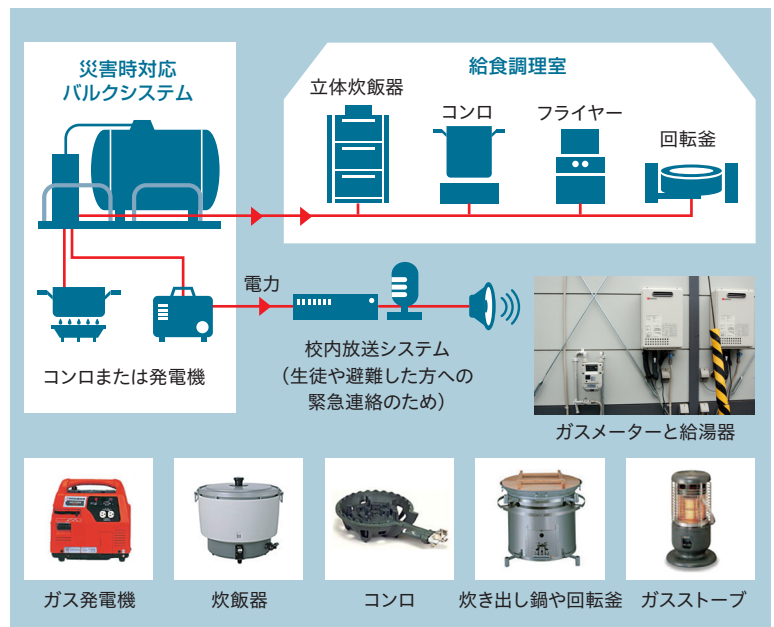 災害時対応
バルクシステム
給食調理室
立体炊飯器
コンロ
フライヤー
回転釜
コンロまたは発電機
電力
校内放送システム
（生徒や避難した方への
緊急連絡のため）
ガスメーターと給湯器
ガス発電機
炊飯器
コンロ
炊き出し鍋や回転釜
ガスストーブ